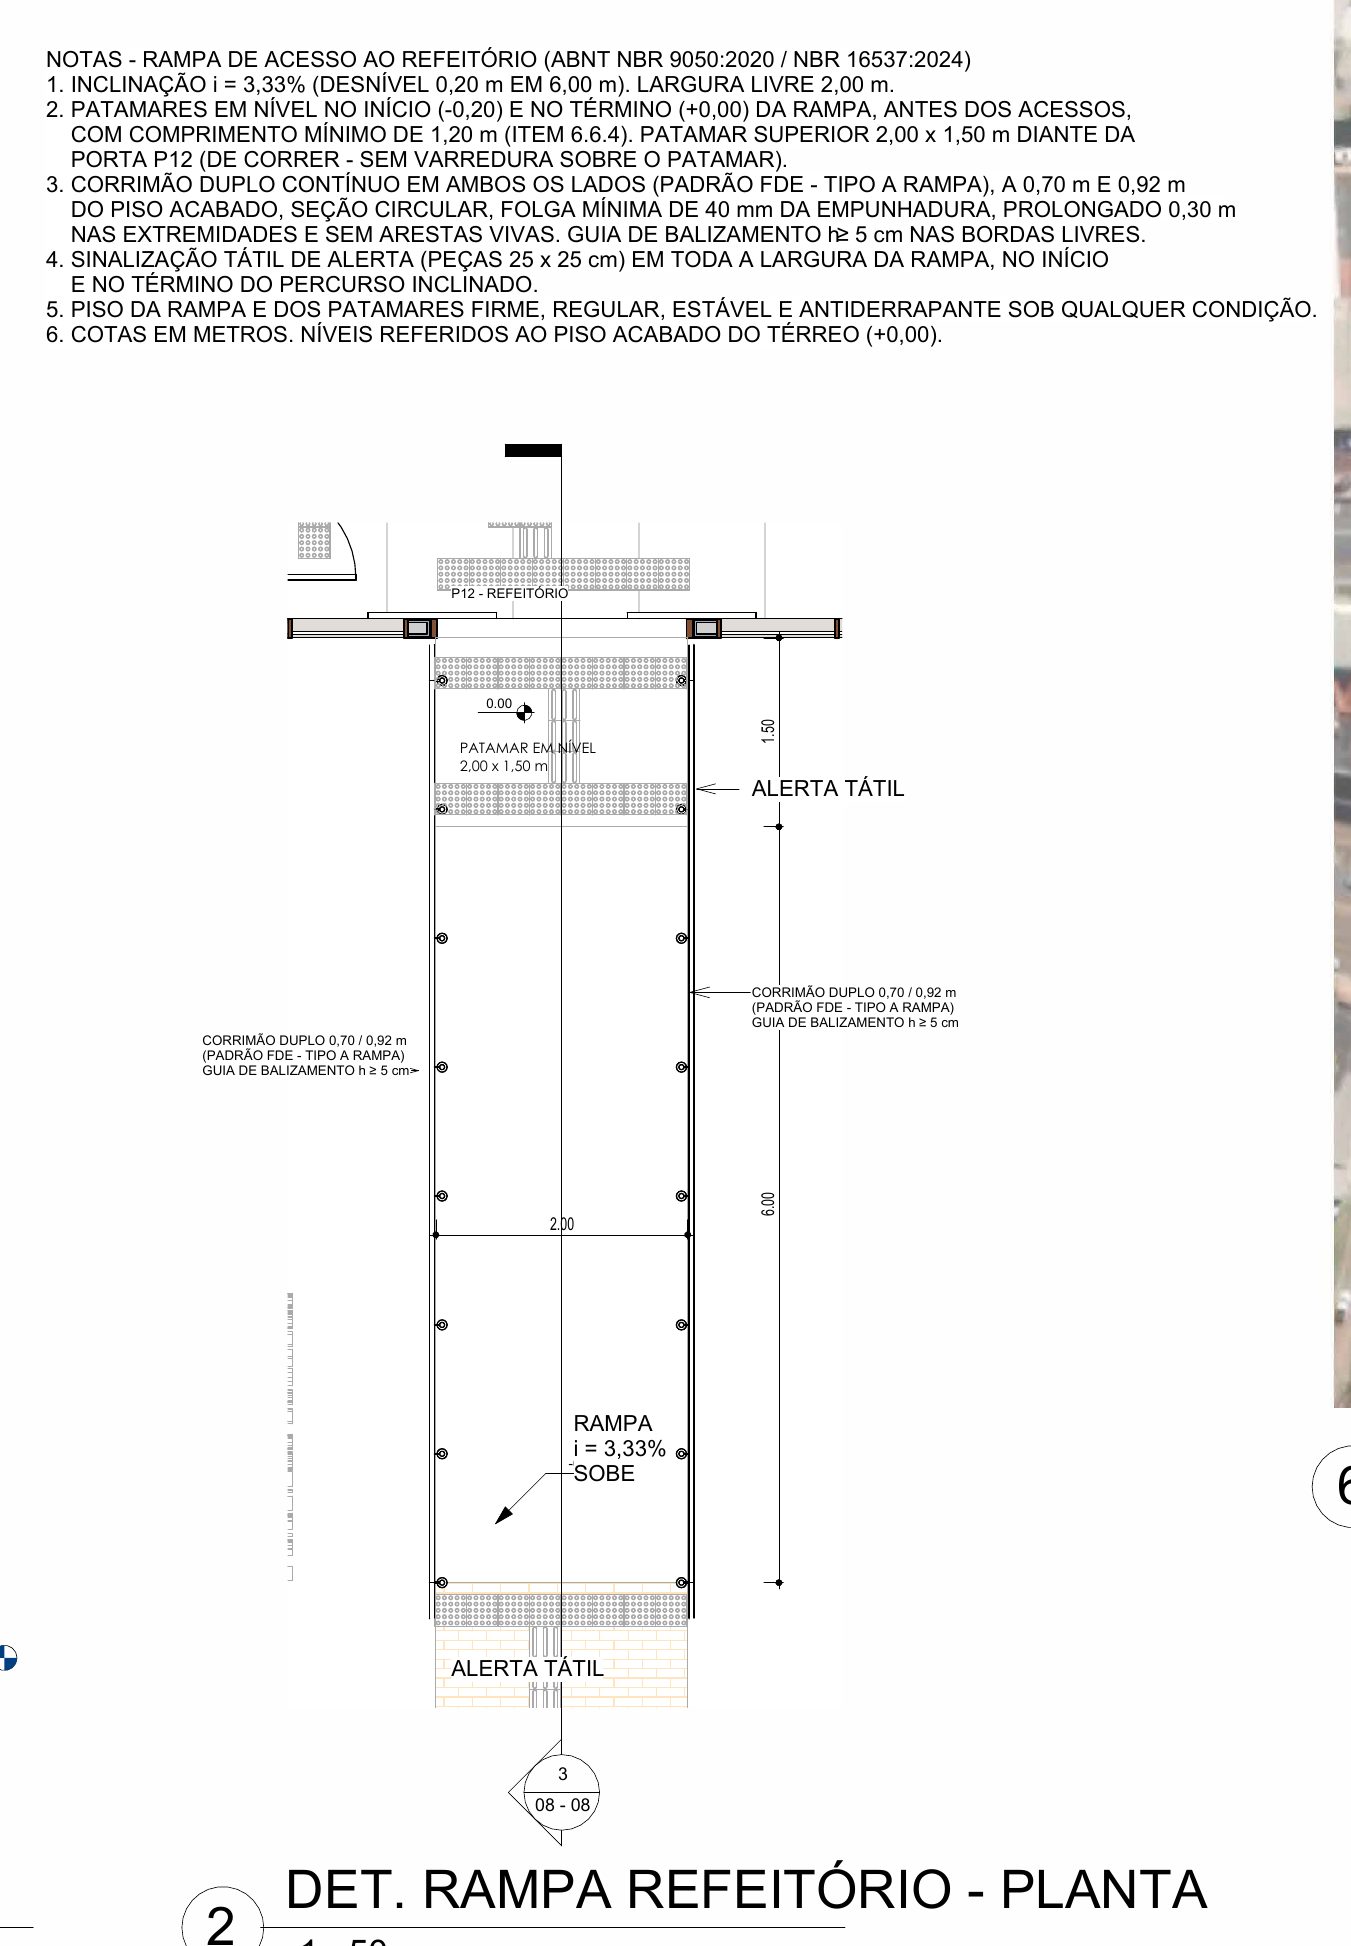 NOTAS - RAMPA DE ACESSO AO REFEITÓRIO (ABNT NBR 9050:2020 / NBR 16537:2024)
1. INCLINAÇÃO i = 3,33% (DESNÍVEL 0,20 m EM 6,00 m). LARGURA LIVRE 2,00 m.
2. PATAMARES EM NÍVEL NO INÍCIO (-0,20) E NO TÉRMINO (+0,00) DA RAMPA, ANTES DOS ACESSOS,
COM COMPRIMENTO MÍNIMO DE 1,20 m (ITEM 6.6.4). PATAMAR SUPERIOR 2,00 x 1,50 m DIANTE DA
PORTA P12 (DE CORRER - SEM VARREDURA SOBRE O PATAMAR).
3. CORRIMÃO DUPLO CONTÍNUO EM AMBOS OS LADOS (PADRÃO FDE - TIPO A RAMPA), A 0,70 m E 0,92 m
DO PISO ACABADO, SEÇÃO CIRCULAR, FOLGA MÍNIMA DE 40 mm DA EMPUNHADURA, PROLONGADO 0,30 m
NAS EXTREMIDADES E SEM ARESTAS VIVAS. GUIA DE BALIZAMENTO h≥ 5 cm NAS BORDAS LIVRES.
4. SINALIZAÇÃO TÁTIL DE ALERTA (PEÇAS 25 x 25 cm) EM TODA A LARGURA DA RAMPA, NO INÍCIO
E NO TÉRMINO DO PERCURSO INCLINADO.
5. PISO DA RAMPA E DOS PATAMARES FIRME, REGULAR, ESTÁVEL E ANTIDERRAPANTE SOB QUALQUER CONDIÇÃO.
6. COTAS EM METROS. NÍVEIS REFERIDOS AO PISO ACABADO DO TÉRREO (+0,00).
P12 - REFEITÓRIO
0.00
1.50
PATAMAR EM NÍVEL
2,00 x 1,50 m
ALERTA TÁTIL
CORRIMÃO DUPLO 0,70 / 0,92 m
(PADRÃO FDE - TIPO A RAMPA)
GUIA DE BALIZAMENTO h ≥ 5 cm
CORRIMÃO DUPLO 0,70 / 0,92 m
(PADRÃO FDE - TIPO A RAMPA)
GUIA DE BALIZAMENTO h ≥ 5 cm
6.00
2.00
RAMPA
i = 3,33%
SOBE
6
ALERTA TÁTIL
3
08 - 08
DET. RAMPA REFEITÓRIO - PLANTA
2